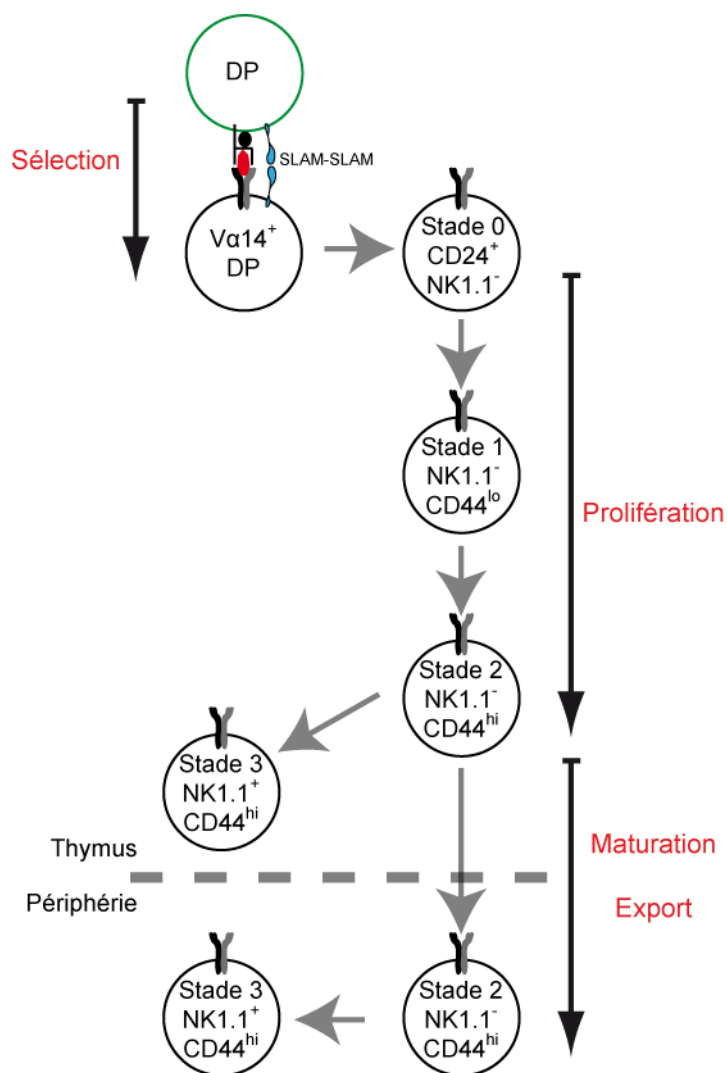 DP
Sélection
SLAM-SLAM
Vα14⁺
DP
Stade 0
CD24⁺
NK1.1⁻
Stade 1
NK1.1⁻
CD44ˡᵒ
Prolifération
Stade 2
NK1.1⁻
CD44ʰⁱ
Stade 3
NK1.1⁺
CD44ʰⁱ
Thymus
Maturation
Périphérie
Export
Stade 3
NK1.1⁺
CD44ʰⁱ
Stade 2
NK1.1⁻
CD44ʰⁱ